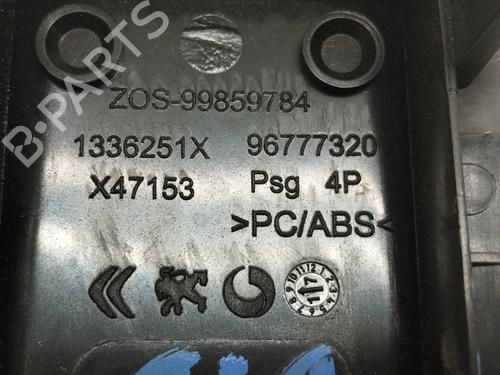 ZOS-99859784
1336251X 96777320
X47153 Psg 4P
>PC/ABS<
B-PARTS